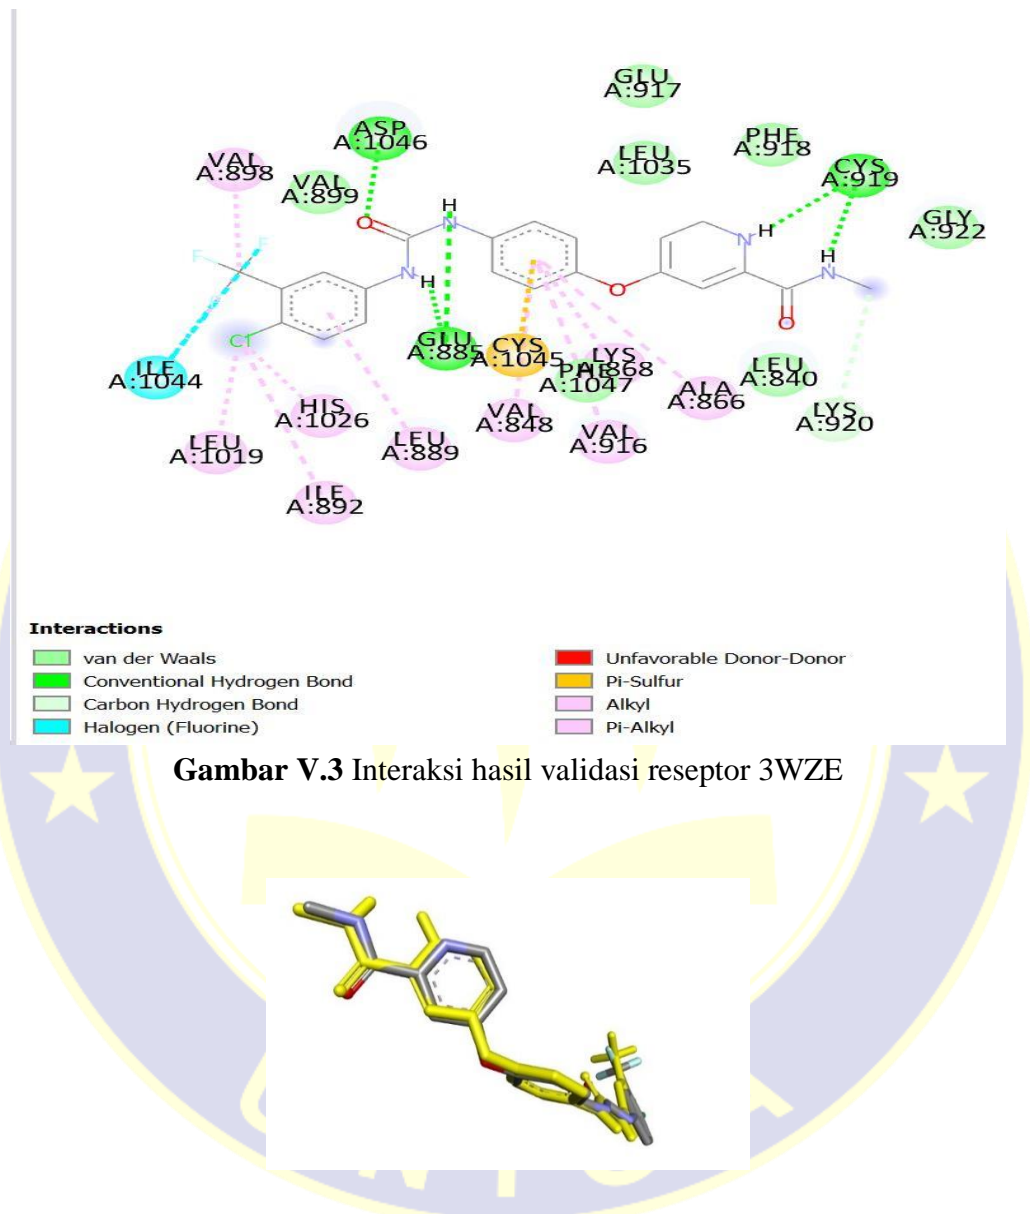 GLU
A:917
ASP
A:1046
PHE
A:918
LEU
A:1035
VAL
A:898
CYS
A:919
VAL
A:899
GLY
A:922
H
O
N
N
H
F
F
N
H
H
N
O
O
Cl
GLU
A:885
CYS
A:1045
LYS
A:868
PHE
A:1047
LEU
A:840
ILE
A:1044
ALA
A:866
HIS
A:1026
VAL
A:848
LYS
A:920
LEU
A:1019
LEU
A:889
VAL
A:916
ILE
A:892
Interactions
van der Waals
Conventional Hydrogen Bond
Carbon Hydrogen Bond
Halogen (Fluorine)
Unfavorable Donor-Donor
Pi-Sulfur
Alkyl
Pi-Alkyl
Gambar V.3 Interaksi hasil validasi reseptor 3WZE